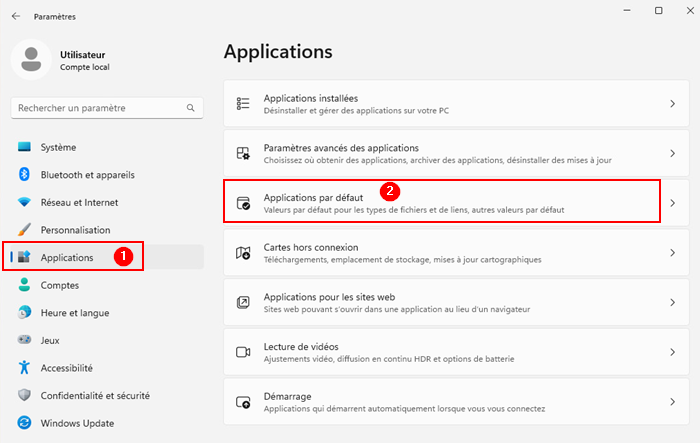 Paramètres
Utilisateur
Compte local
Rechercher un paramètre
Système
Bluetooth et appareils
Réseau et Internet
Personnalisation
Applications
1
Comptes
Heure et langue
Jeux
Accessibilité
Confidentialité et sécurité
Windows Update
Applications
Applications installées
Désinstaller et gérer des applications sur votre PC
Paramètres avancés des applications
Choisissez où obtenir des applications, archiver des applications, désinstaller des mises à jour
Applications par défaut
2
Valeurs par défaut pour les types de fichiers et de liens, autres valeurs par défaut
Cartes hors connexion
Téléchargements, emplacement de stockage, mises à jour cartographiques
Applications pour les sites web
Sites web pouvant s'ouvrir dans une application au lieu d'un navigateur
Lecture de vidéos
Ajustements vidéo, diffusion en continu HDR et options de batterie
Démarrage
Applications qui démarrent automatiquement lorsque vous vous connectez